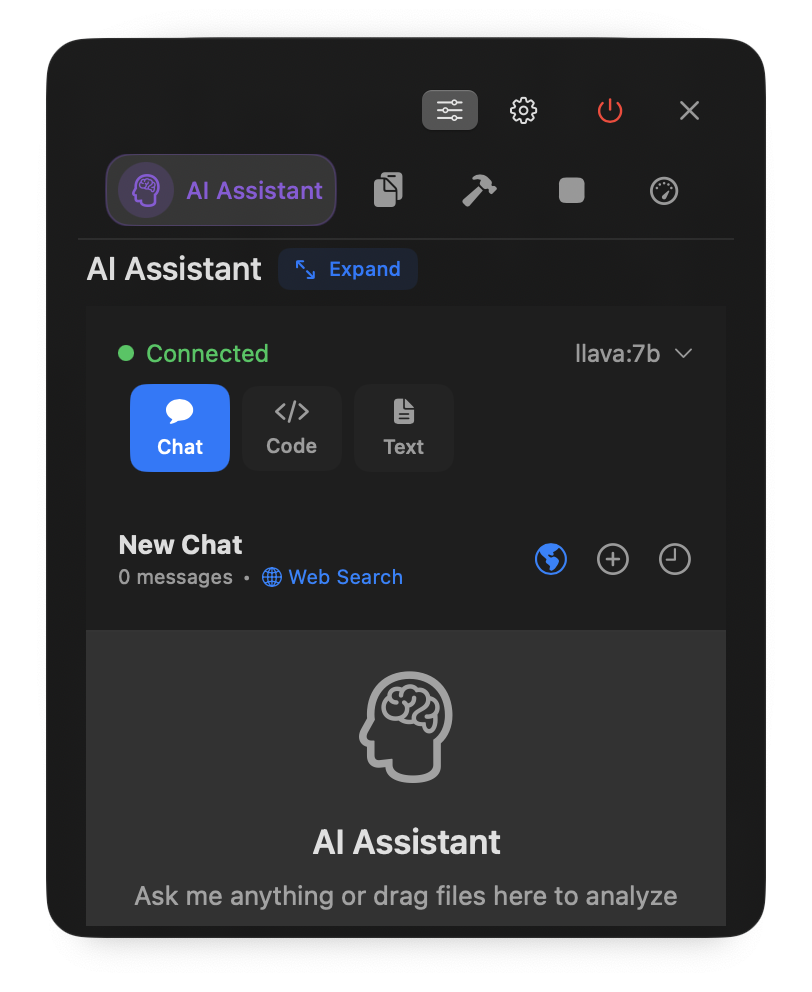 AI Assistant
AI Assistant
Expand
Connected
llava:7b
Chat
Code
Text
New Chat
0 messages • Web Search
AI Assistant
Ask me anything or drag files here to analyze